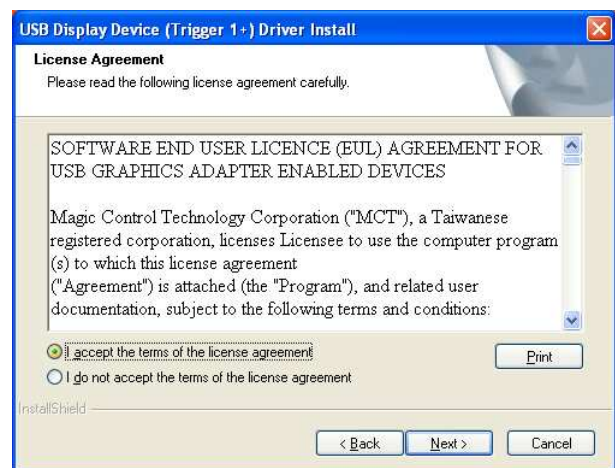 USB Display Device (Trigger 1+) Driver Install
License Agreement
Please read the following license agreement carefully.
SOFTWARE END USER LICENCE (EUL) AGREEMENT FOR
USB GRAPHICS ADAPTER ENABLED DEVICES
Magic Control Technology Corporation ("MCT"), a Taiwanese
registered corporation, licenses Licensee to use the computer program
(s) to which this license agreement
("Agreement") is attached (the "Program"), and related user
documentation, subject to the following terms and conditions:
I accept the terms of the license agreement
Print
I do not accept the terms of the license agreement
InstallShield
< Back
Next >
Cancel